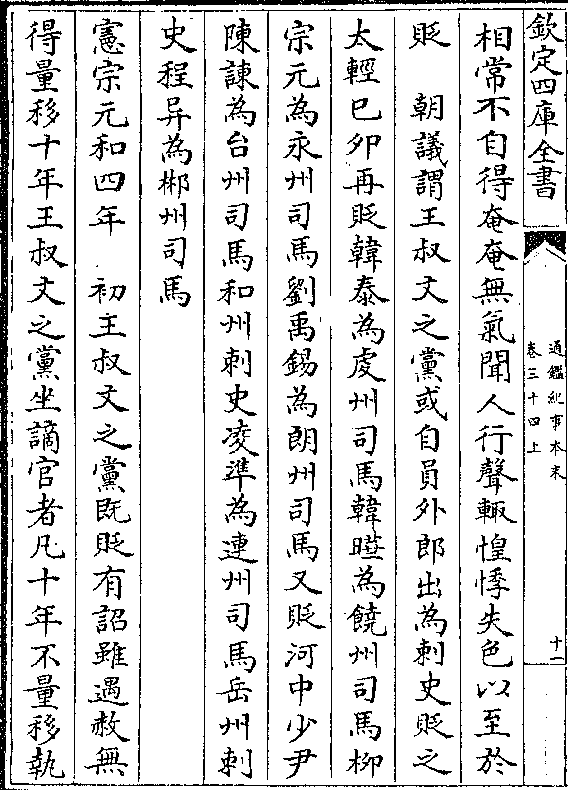 欽定四庫全書
通鑑紀事本末
卷三十四上
十一
相常不自得奄奄無氣聞人行聲輙惶悸失色以至於
貶　朝議謂王叔文之黨或自員外郎出為刺史貶之
太輕巳夘再貶韓泰為䖍州司馬韓曄為饒州司馬柳
宗元為永州司馬劉禹錫為朗州司馬又貶河中少尹
陳諫為台州司馬和州刺史凌準為連州司馬岳州刺
史程异為郴州司馬
憲宗元和四年　初王叔文之黨既貶有詔雖遇赦無
得量移十年王叔文之黨坐謫官者凡十年不量移執